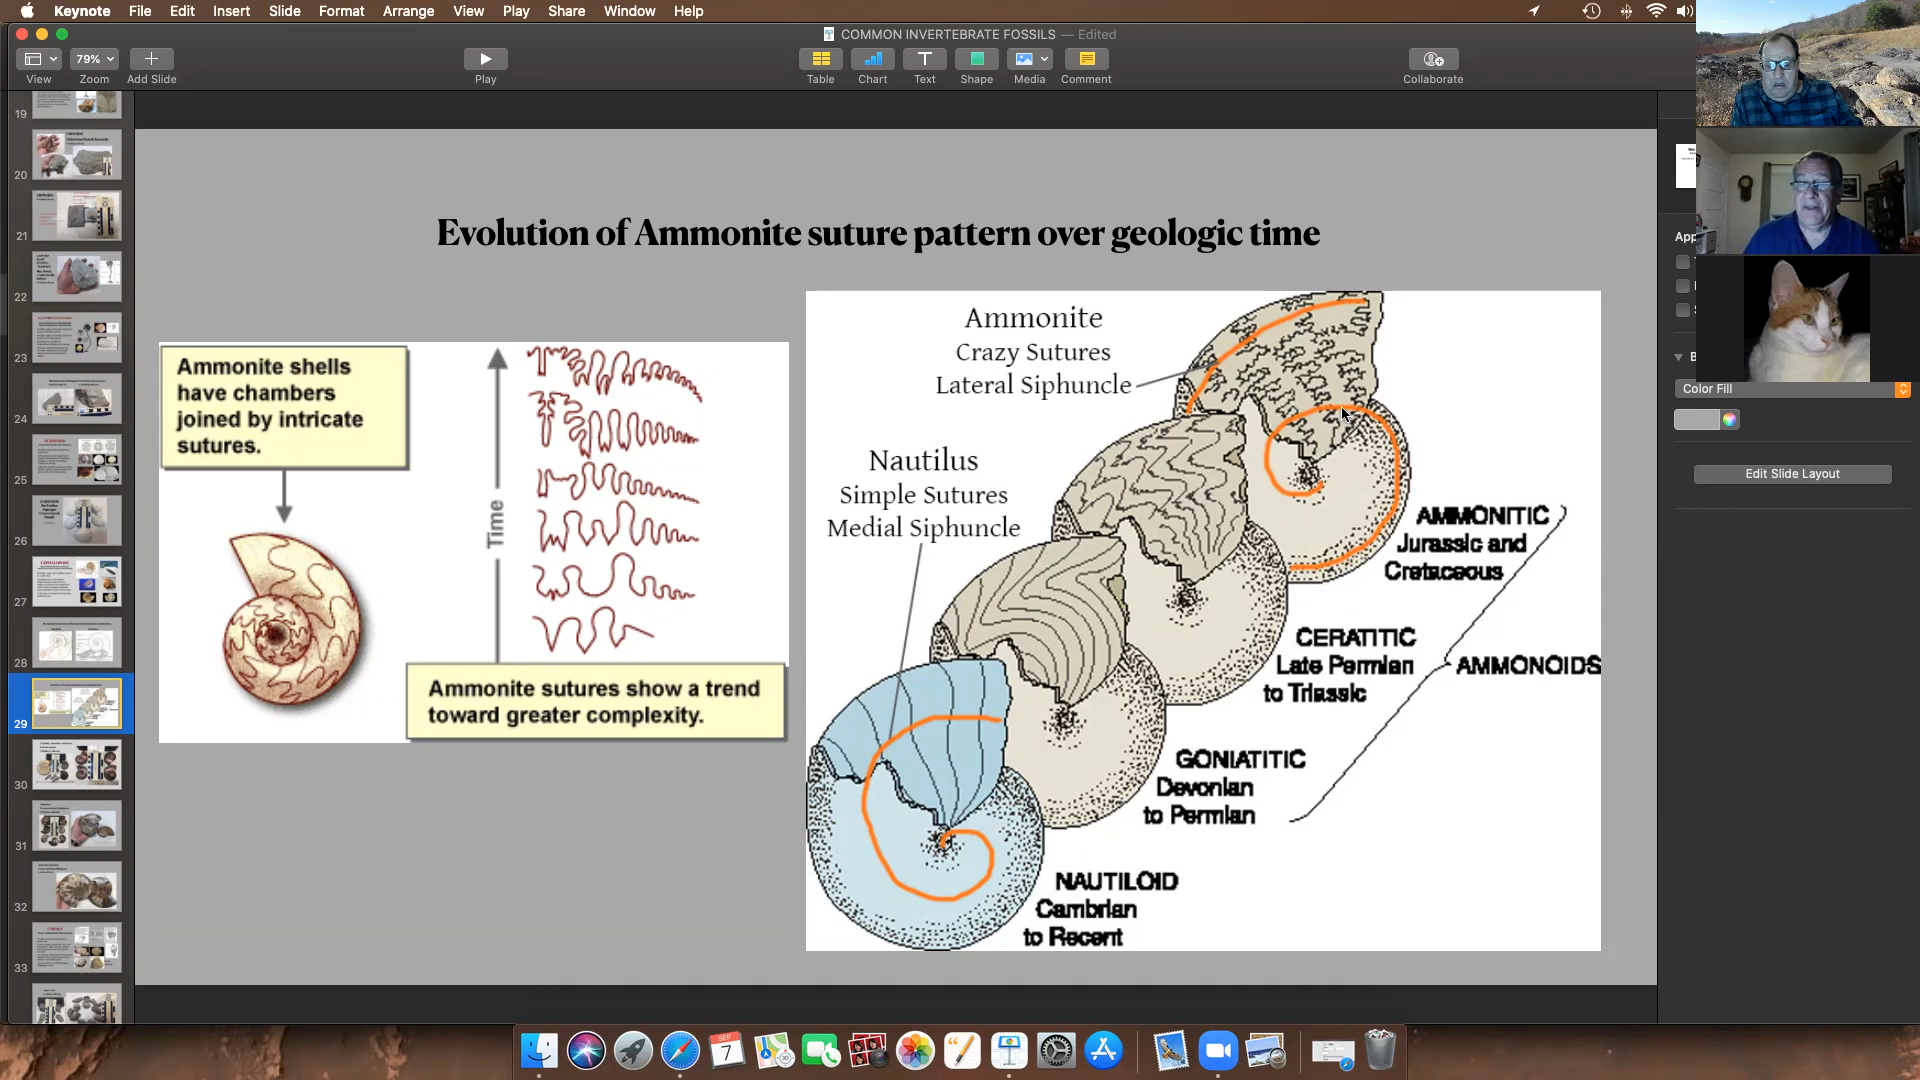 Keynote File Edit Insert Slide Format Arrange View Play Share Window Help
COMMON INVERTEBRATE FOSSILS — Edited
79%
View Zoom Add Slide Play Table Chart Text Shape Media Comment Collaborate
19
20
21
22
23
24
25
26
27
28
29
30
31
32
33
Evolution of Ammonite suture pattern over geologic time
Ammonite shells
have chambers
joined by intricate
sutures.
Time
Ammonite sutures show a trend
toward greater complexity.
Ammonite
Crazy Sutures
Lateral Siphuncle
Nautilus
Simple Sutures
Medial Siphuncle
AMMONITIC
Jurassic and
Cretaceous
CERATITIC
Late Permian
to Triassic
AMMONOIDS
GONIATITIC
Devonian
to Permian
NAUTILOID
Cambrian
to Recent
App
B
Color Fill
Edit Slide Layout
SEP
7